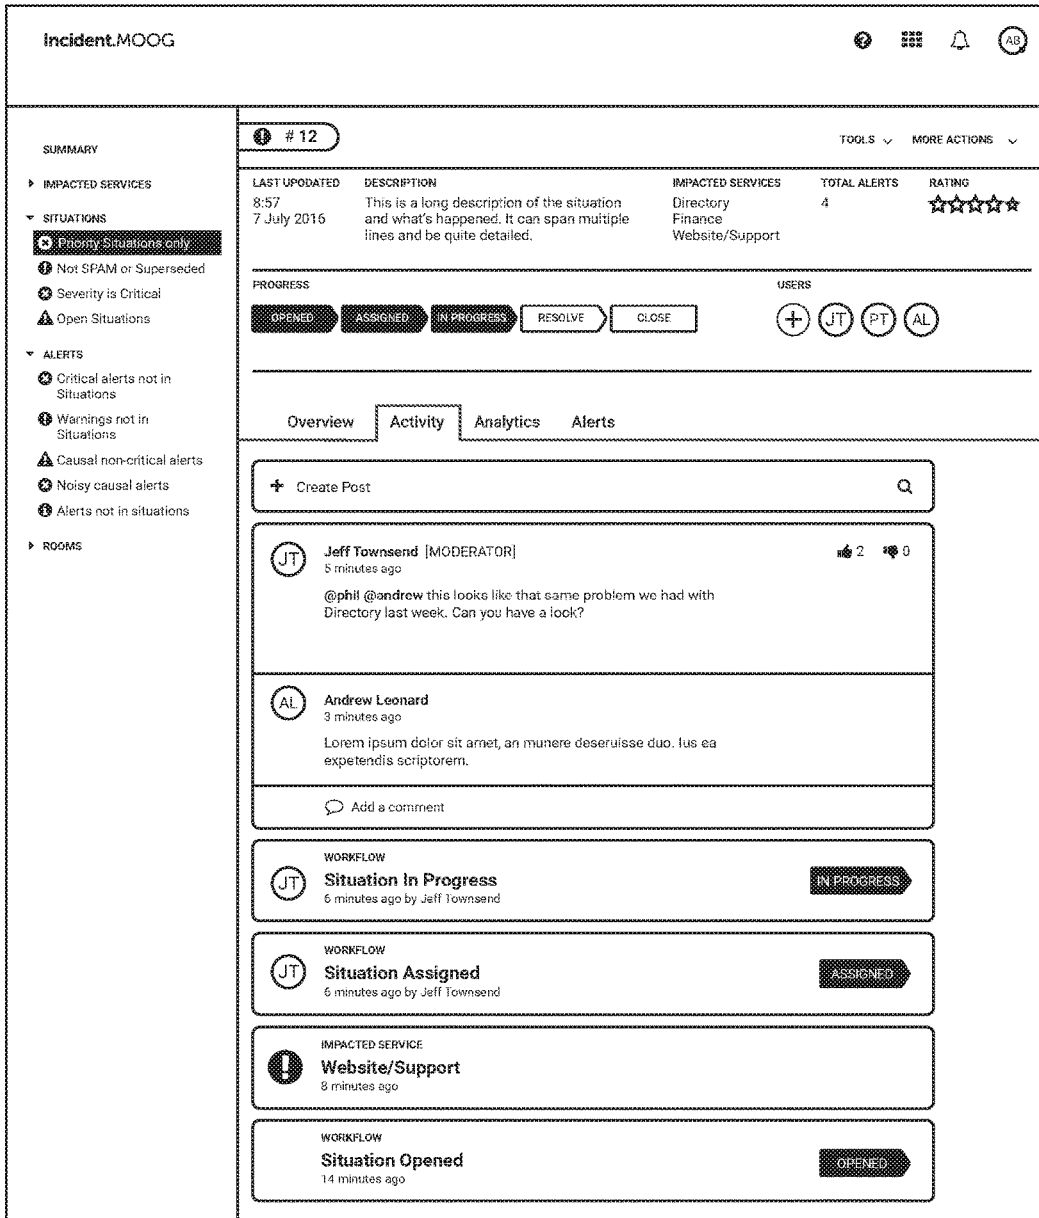 Incident.MOOG
AB
SUMMARY
IMPACTED SERVICES
SITUATIONS
Priority Situations only
Not SPAM or Superseded
Severity is Critical
Open Situations
ALERTS
Critical alerts not in
Situations
Warnings not in
Situations
Causal non-critical alerts
Noisy causal alerts
Alerts not in situations
ROOMS
# 12
TOOLS
MORE ACTIONS
LAST UPODATED
8:57
7 July 2016
DESCRIPTION
This is a long description of the situation
and what's happened. It can span multiple
lines and be quite detailed.
IMPACTED SERVICES
Directory
Finance
Website/Support
TOTAL ALERTS
4
RATING
PROGRESS
OPENED
ASSIGNED
IN PROGRESS
RESOLVE
CLOSE
USERS
JT
PT
AL
Overview
Activity
Analytics
Alerts
Create Post
JT
Jeff Townsend [MODERATOR]
2
0
5 minutes ago
@phil @andrew this looks like that same problem we had with
Directory last week. Can you have a look?
AL
Andrew Leonard
3 minutes ago
Lorem ipsum dolor sit amet, an munere deseruisse duo. Ius ea
expetendis scriptorem.
Add a comment
WORKFLOW
JT
Situation In Progress
6 minutes ago by Jeff Townsend
IN PROGRESS
WORKFLOW
JT
Situation Assigned
6 minutes ago by Jeff Townsend
ASSIGNED
IMPACTED SERVICE
Website/Support
8 minutes ago
WORKFLOW
Situation Opened
14 minutes ago
OPENED